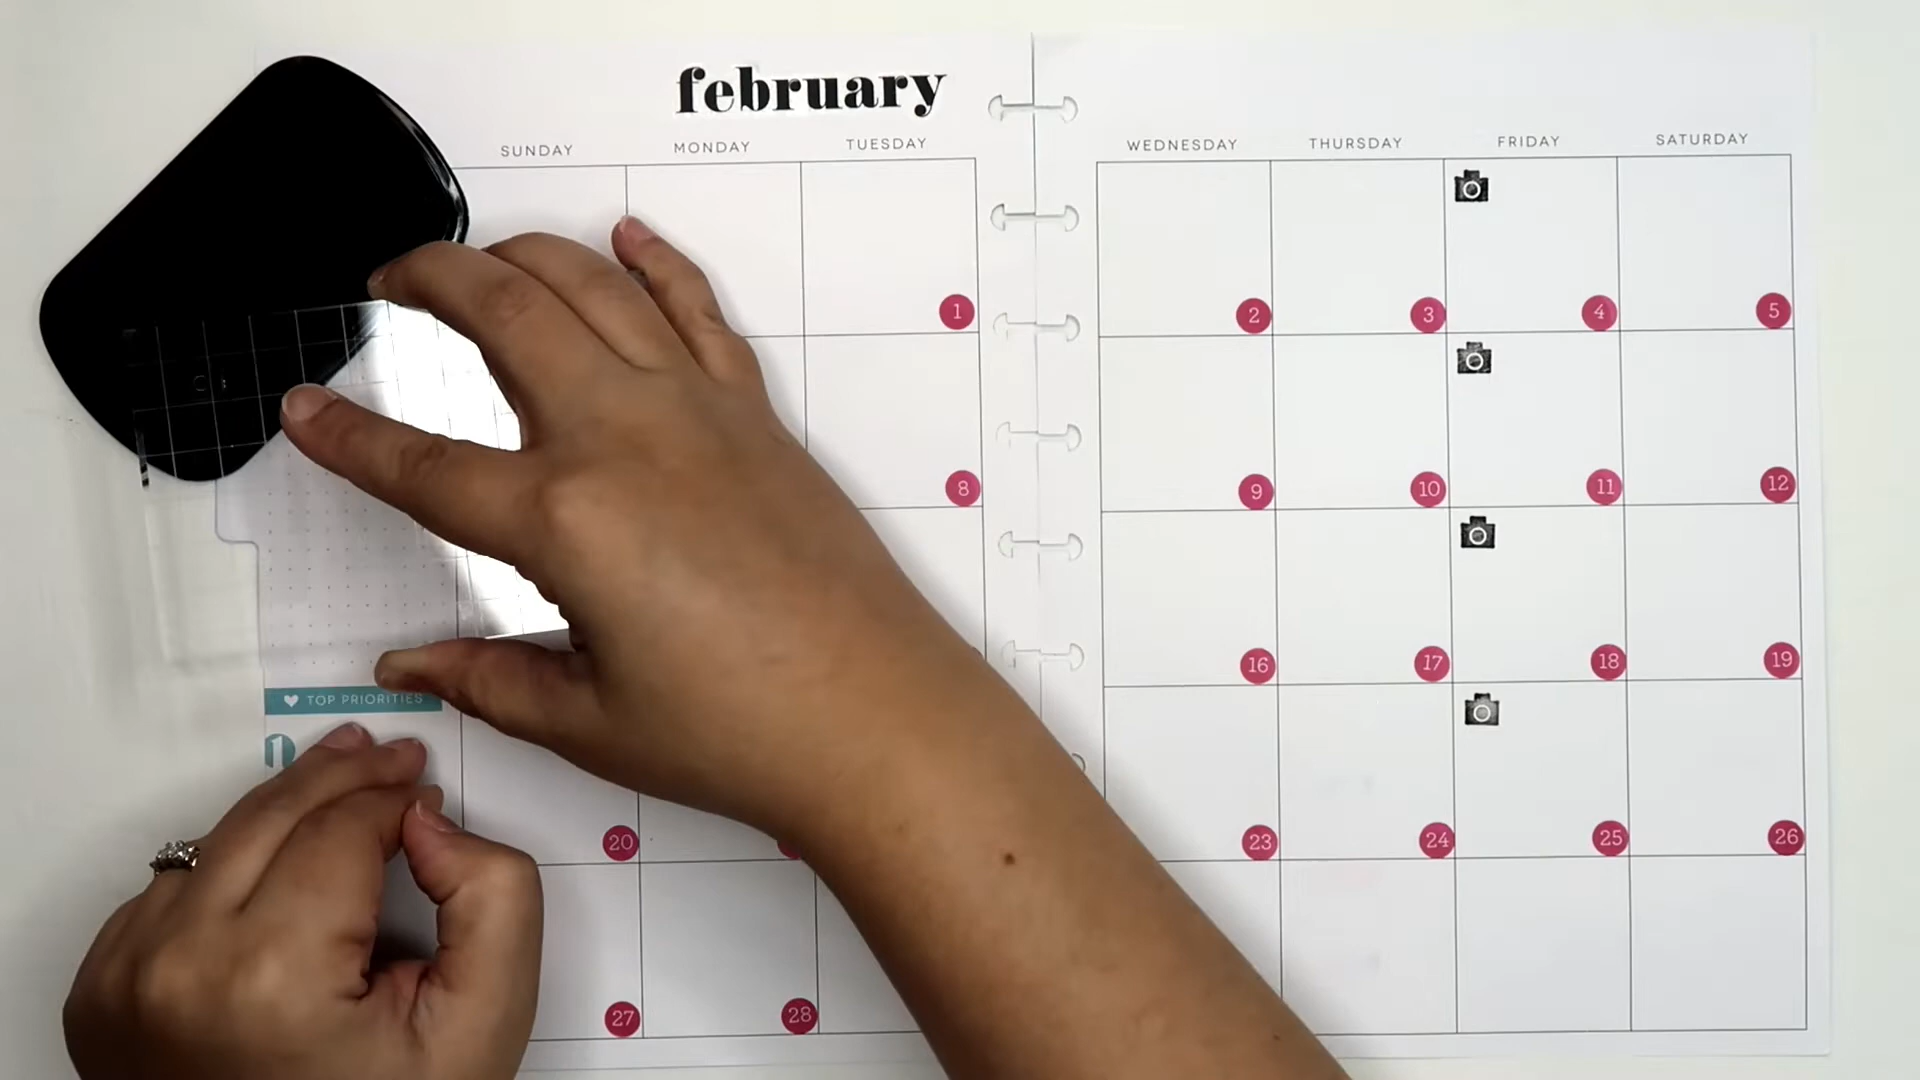 february
SUNDAY MONDAY TUESDAY WEDNESDAY THURSDAY FRIDAY SATURDAY
1 2 3 4 5
8 9 10 11 12
16 17 18 19
TOP PRIORITIES
1
20 23 24 25 26
27 28